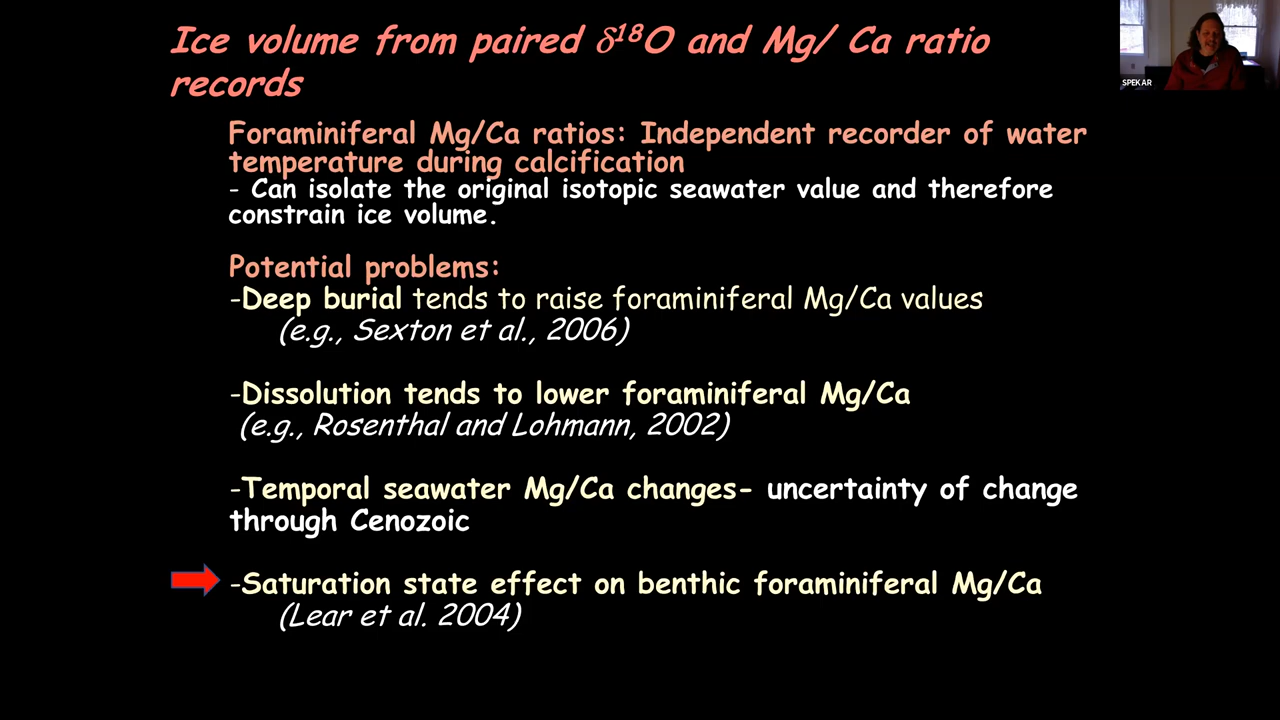 Ice volume from paired δ¹⁸O and Mg/ Ca ratio
records
SPEKAR
Foraminiferal Mg/Ca ratios: Independent recorder of water
temperature during calcification
- Can isolate the original isotopic seawater value and therefore
constrain ice volume.
Potential problems:
-Deep burial tends to raise foraminiferal Mg/Ca values
(e.g., Sexton et al., 2006)
-Dissolution tends to lower foraminiferal Mg/Ca
(e.g., Rosenthal and Lohmann, 2002)
-Temporal seawater Mg/Ca changes- uncertainty of change
through Cenozoic
-Saturation state effect on benthic foraminiferal Mg/Ca
(Lear et al. 2004)